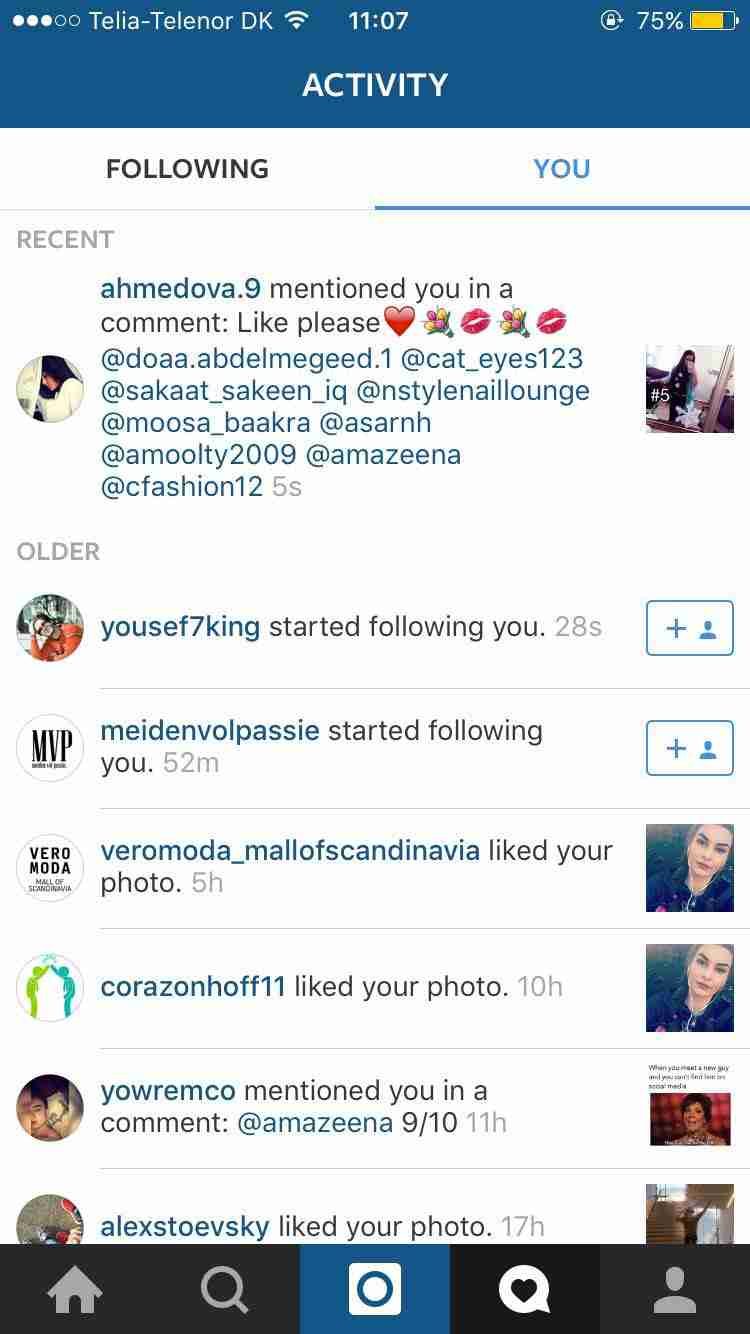 Telia-Telenor DK 11:07 75%
ACTIVITY
FOLLOWING YOU
RECENT
ahmedova.9 mentioned you in a
comment: Like please❤️💐💋💐💋
@doaa.abdelmegeed.1 @cat_eyes123
@sakaat_sakeen_iq @nstylenaillounge
@moosa_baakra @asarnh
@amoolty2009 @amazeena
@cfashion12 5s
#5
OLDER
yousef7king started following you. 28s
MVP
meidenvolpassie started following
you. 52m
VERO
MODA
MALL OF
SCANDINAVIA
veromoda_mallofscandinavia liked your
photo. 5h
corazonhoff11 liked your photo. 10h
yowremco mentioned you in a
comment: @amazeena 9/10 11h
When you meet a new guy
and you can't find him on
social media
alexstoevsky liked your photo. 17h